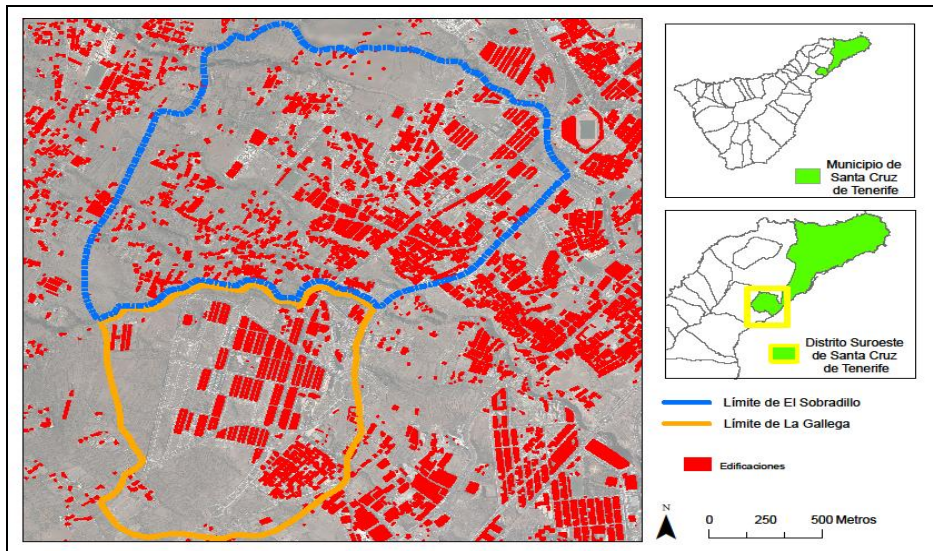 Municipio de
Santa Cruz
de Tenerife
Distrito Suroeste
de Santa Cruz
de Tenerife
Límite de El Sobradillo
Límite de La Gallega
Edificaciones
N
0 250 500 Metros